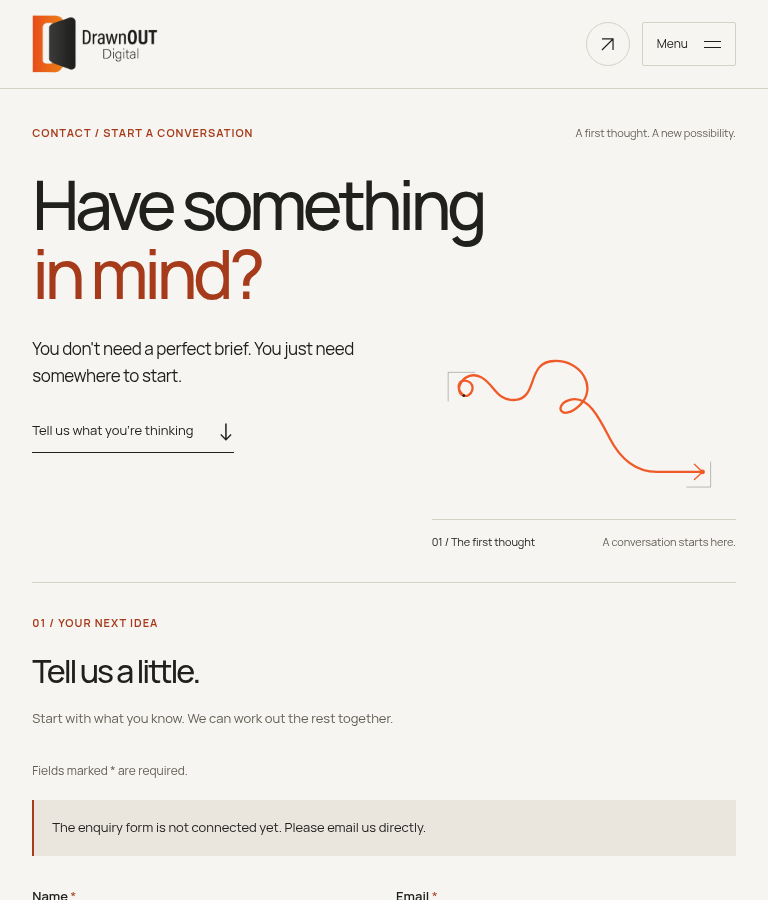 DrawnOUT
Digital
Menu
CONTACT / START A CONVERSATION
A first thought. A new possibility.
Have something
in mind?
You don't need a perfect brief. You just need
somewhere to start.
Tell us what you're thinking
01 / The first thought
A conversation starts here.
01 / YOUR NEXT IDEA
Tell us a little.
Start with what you know. We can work out the rest together.
Fields marked * are required.
The enquiry form is not connected yet. Please email us directly.
Name *
Email *